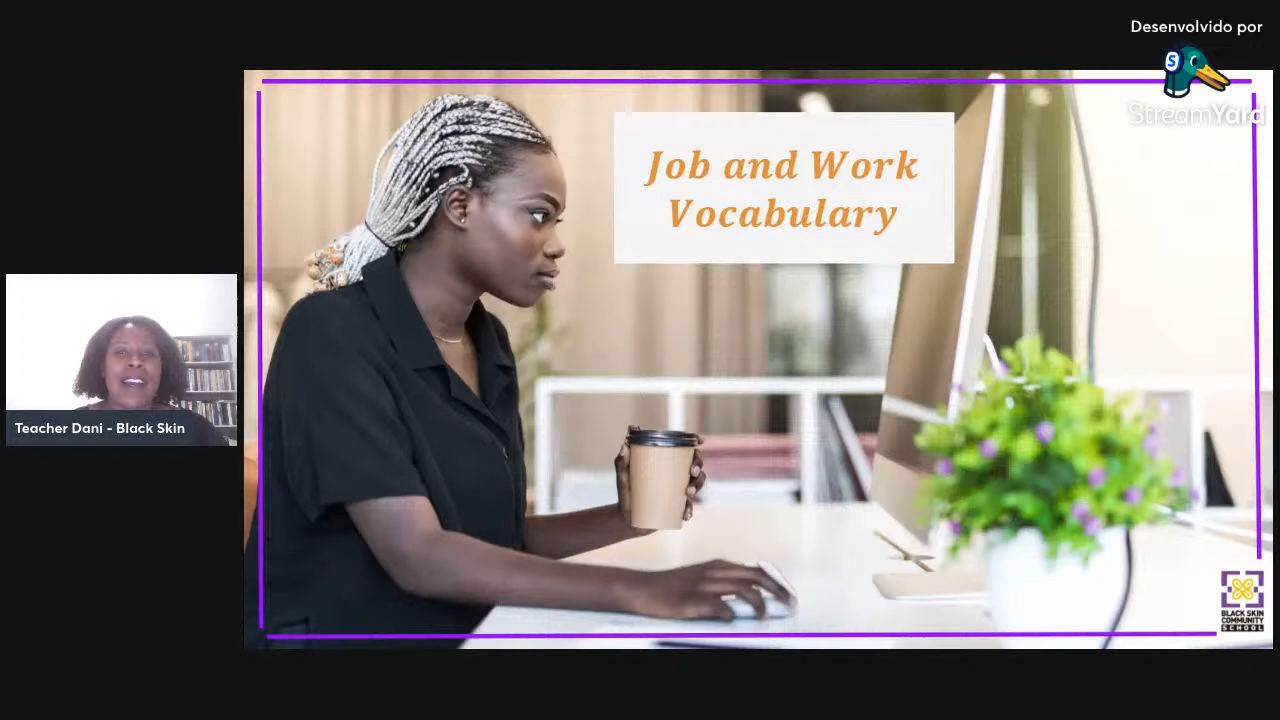 Desenvolvido por
StreamYard
Job and Work
Vocabulary
Teacher Dani - Black Skin
BLACK SKIN
COMMUNITY
SCHOOL